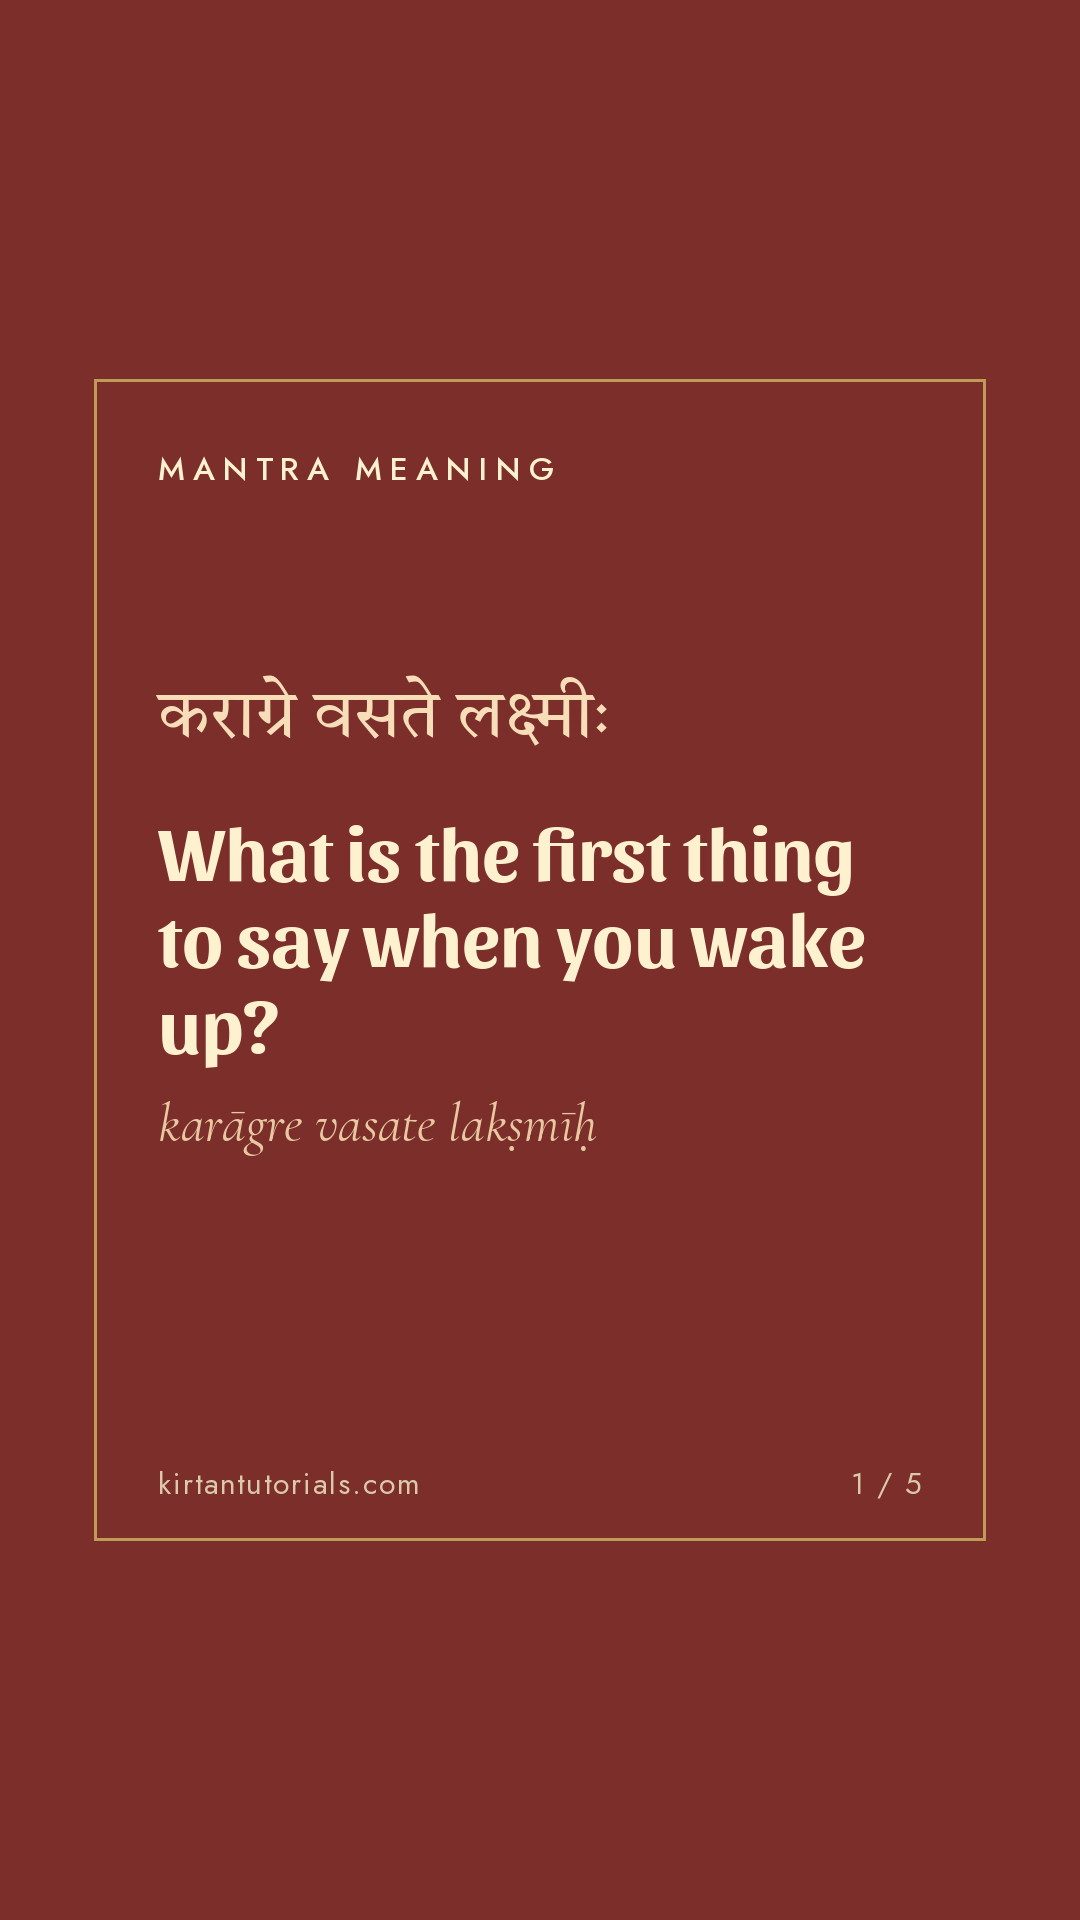 MANTRA MEANING
कराग्रे वसते लक्ष्मीः
What is the first thing
to say when you wake
up?
karāgre vasate lakṣmīḥ
kirtantutorials.com
1 / 5